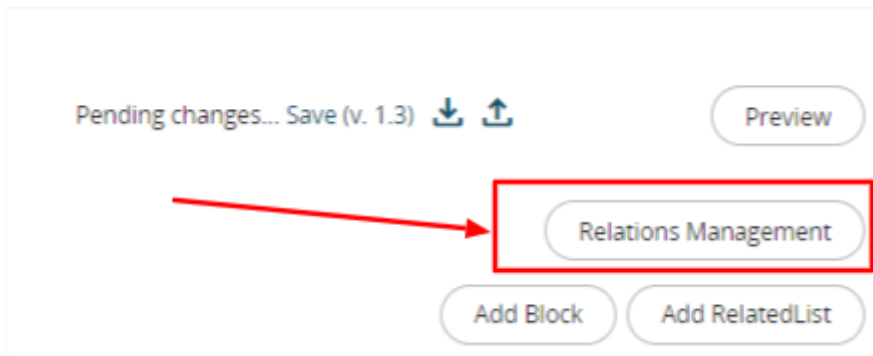 Pending changes... Save (v. 1.3) Preview
Relations Management
Add Block Add RelatedList